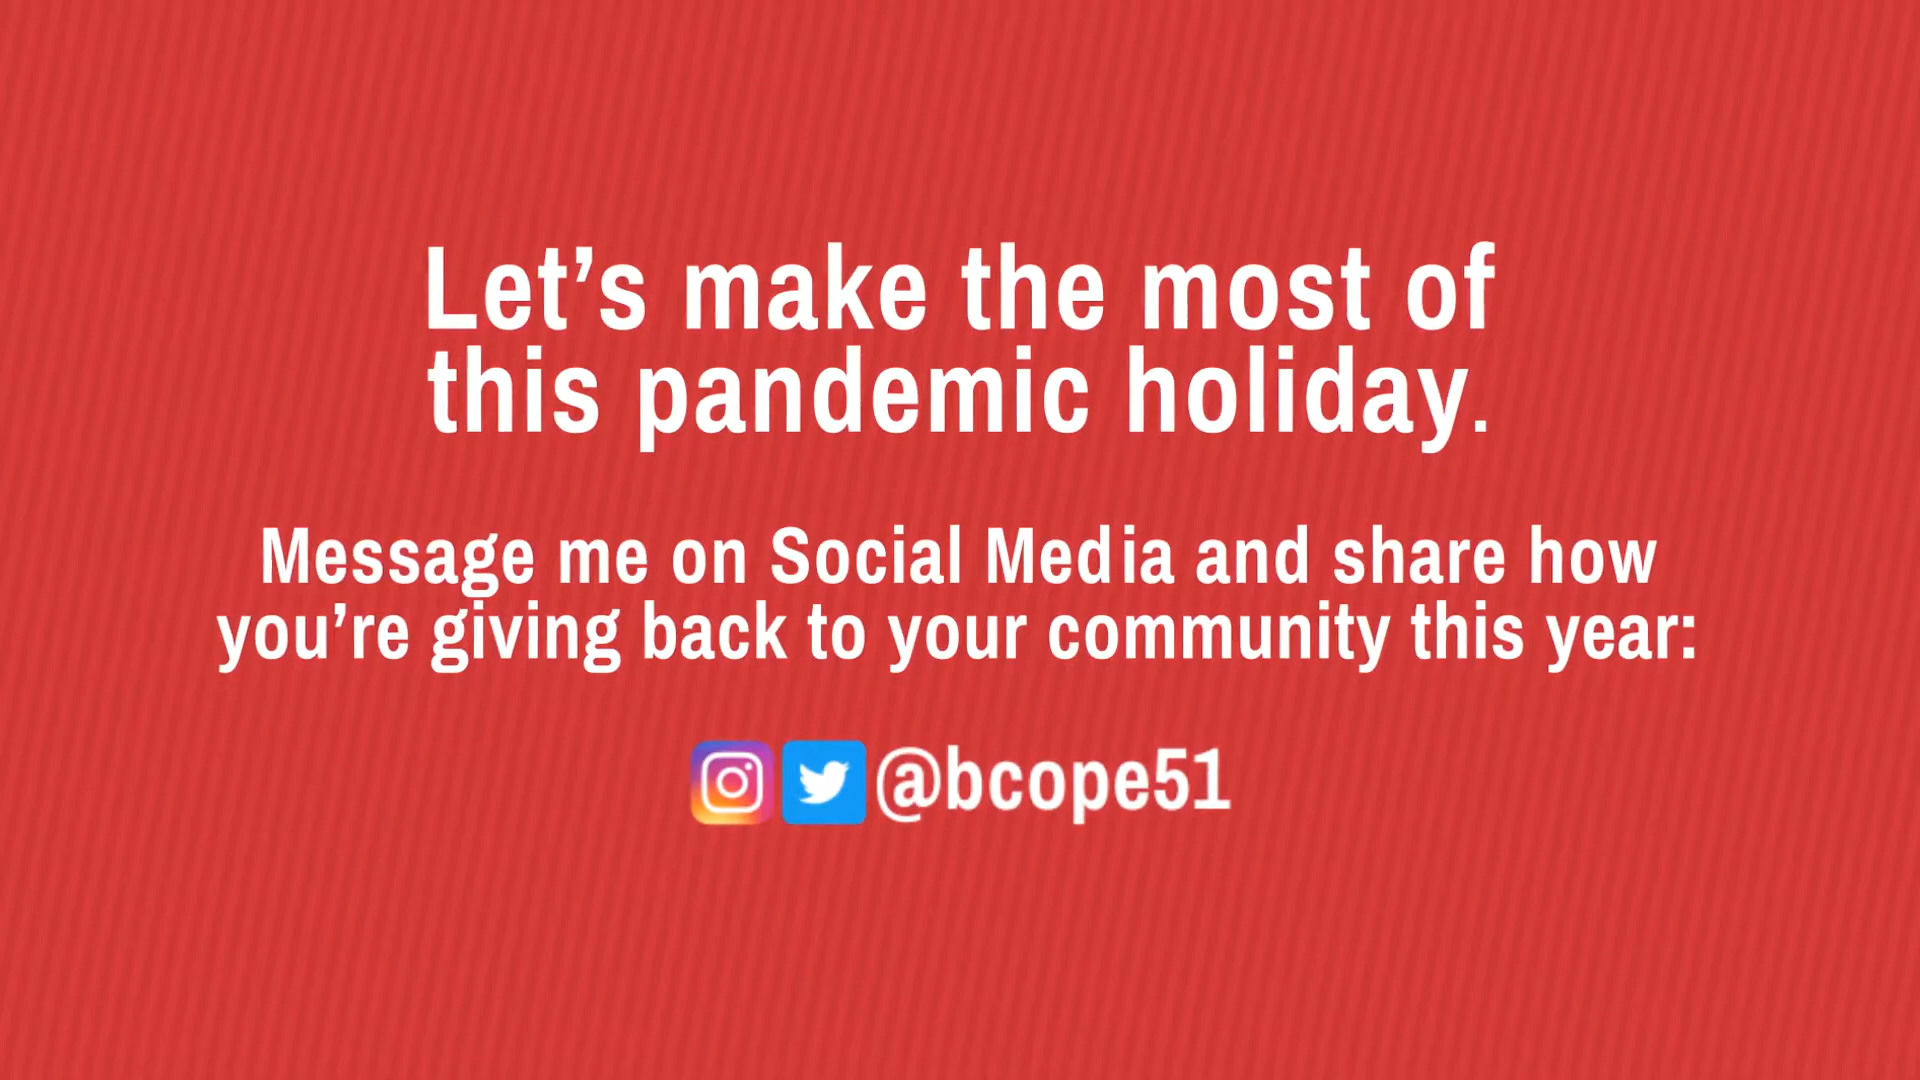 Let’s make the most of
this pandemic holiday.
Message me on Social Media and share how
you’re giving back to your community this year:
@bcope51